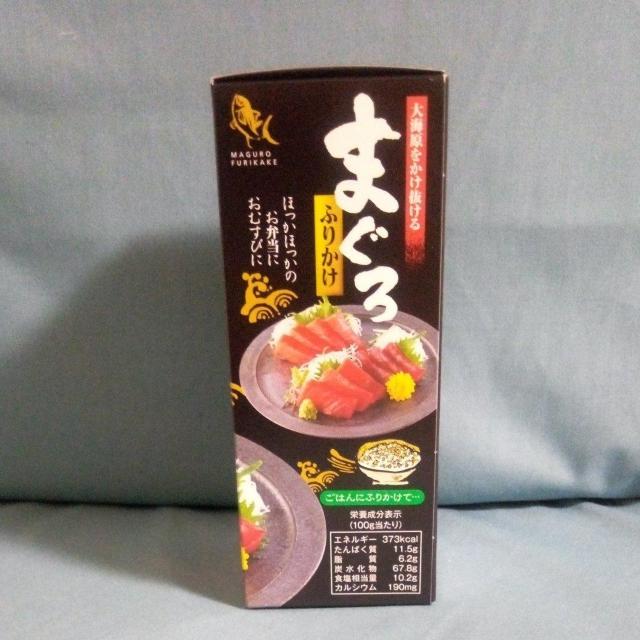 MAGURO
FURIKAKE
大海原をかけ抜ける
まぐろ
ふりかけ
ほっかほっかの
お弁当に
おむすびに
ごはんにふりかけて…
栄養成分表示
(100g当たり)
エネルギー 373kcal
たんぱく質 11.5g
脂質 6.2g
炭水化物 67.8g
食塩相当量 10.2g
カルシウム 190mg